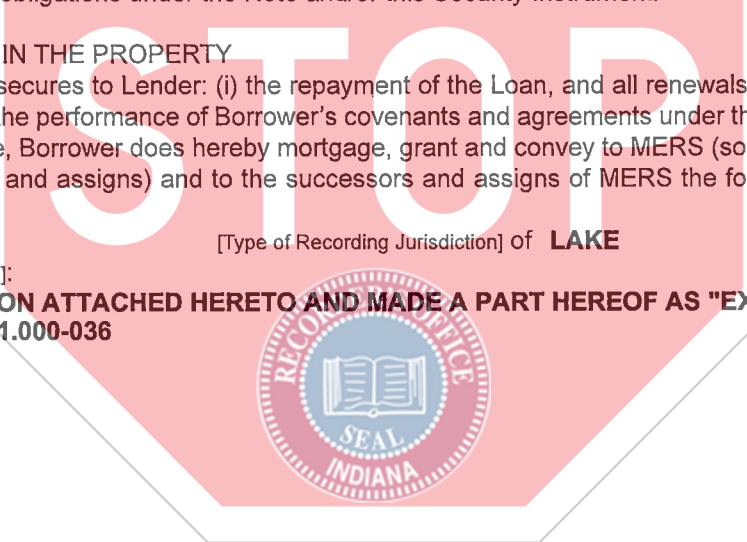 obligations under the Note and/or this Security Instrument.
IN THE PROPERTY
secures to Lender: (i) the repayment of the Loan, and all renewals
he performance of Borrower's covenants and agreements under th
e, Borrower does hereby mortgage, grant and convey to MERS (so
and assigns) and to the successors and assigns of MERS the fo
[Type of Recording Jurisdiction] of LAKE
]:
ON ATTACHED HERETO AND MADE A PART HEREOF AS "EX
1.000-036
STOP
RECORDER'S OFFICE
SEAL
INDIANA